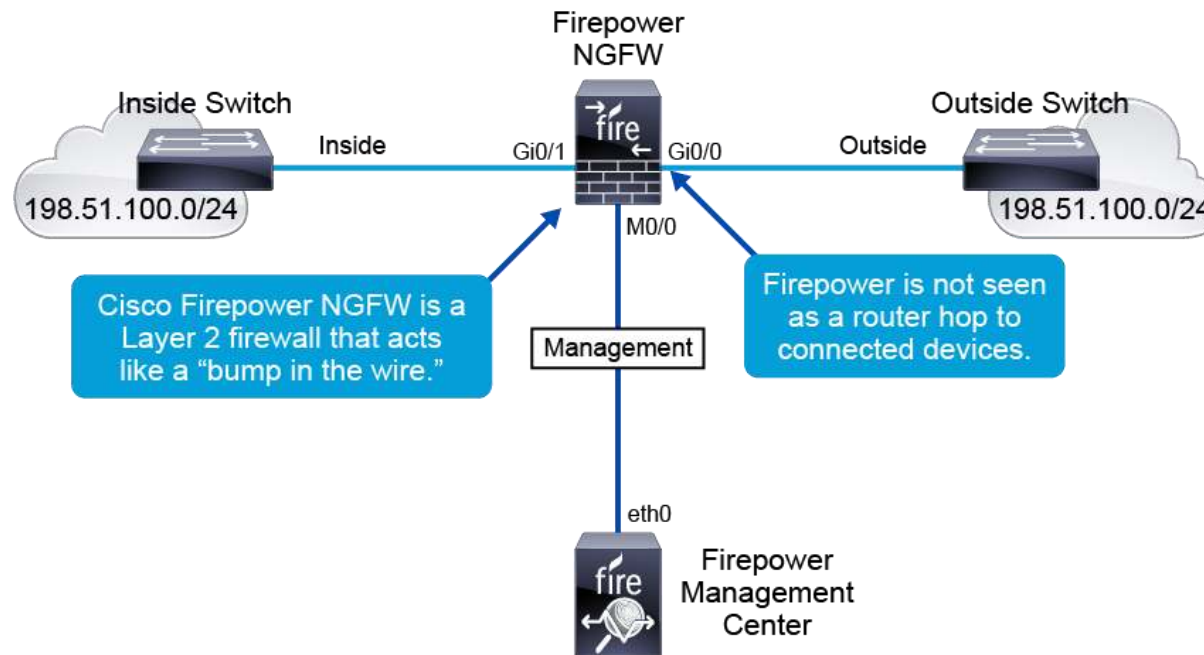 Firepower
NGFW
Inside Switch
Outside Switch
Inside
Gi0/1
fire
Gi0/0
Outside
198.51.100.0/24
198.51.100.0/24
M0/0
Cisco Firepower NGFW is a
Layer 2 firewall that acts
like a “bump in the wire.”
Firepower is not seen
as a router hop to
connected devices.
Management
eth0
fire
Firepower
Management
Center